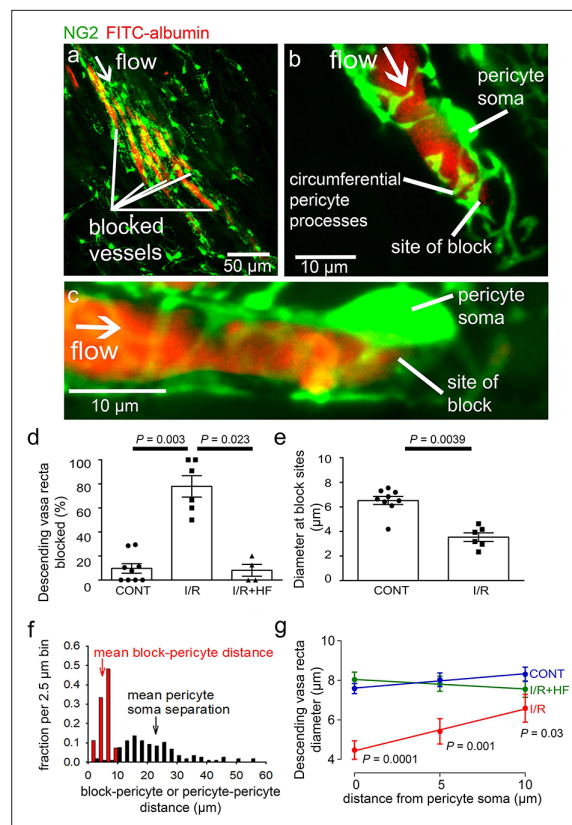 NG2 FITC-albumin
a
flow
blocked
vessels
50 µm
b
flow
pericyte
soma
circumferential
pericyte
processes
site of block
10 µm
c
flow
pericyte
soma
site of
block
10 µm
d
P = 0.003
P = 0.023
Descending vasa recta
blocked (%)
100
80
60
40
20
0
CONT
I/R
I/R+HF
e
P = 0.0039
Diameter at block sites
(µm)
8
6
4
2
0
CONT
I/R
f
mean block-pericyte distance
mean pericyte
soma separation
fraction per 2.5 µm bin
0.6
0.5
0.4
0.3
0.2
0.1
0.0
0 10 20 30 40 50 60
block-pericyte or pericyte-pericyte
distance (µm)
g
Descending vasa recta
diameter (µm)
10
8
6
4
CONT
I/R+HF
I/R
P = 0.0001
P = 0.001
P = 0.03
0 5 10
distance from pericyte soma (µm)